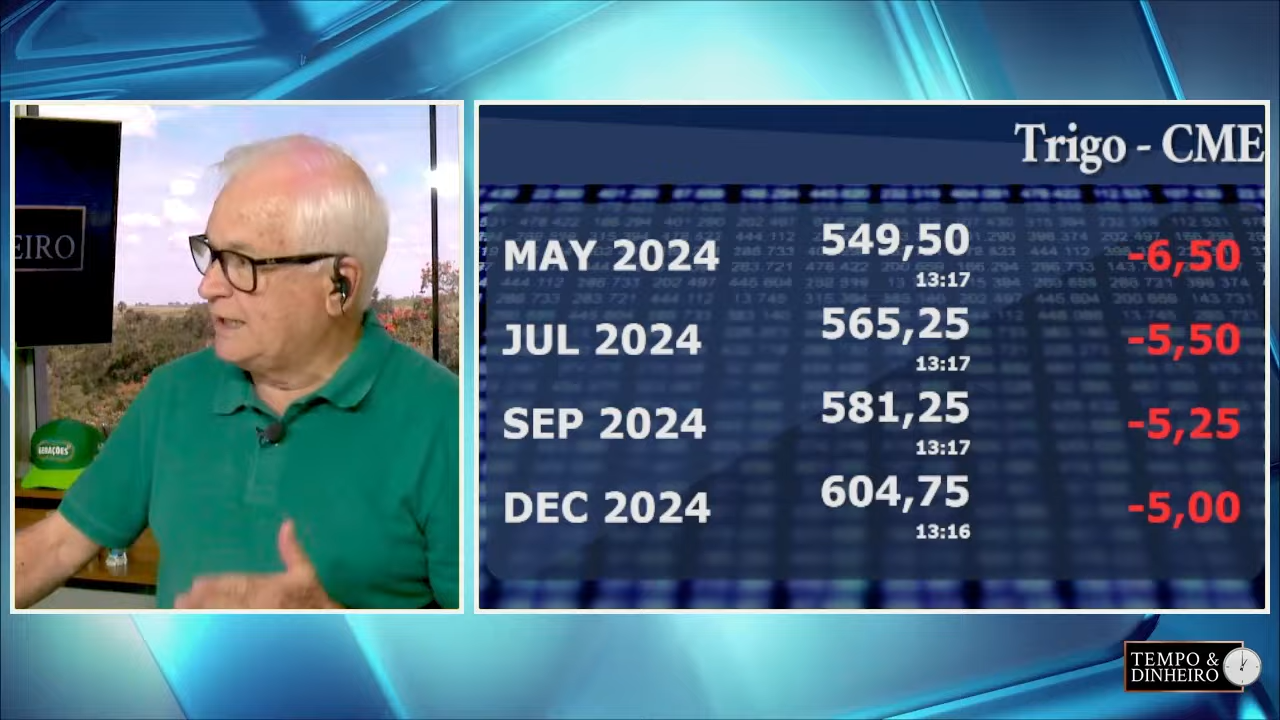 EIRO
GERAÇÕES
Trigo - CME
MAY 2024 549,50 -6,50
13:17
JUL 2024 565,25 -5,50
13:17
SEP 2024 581,25 -5,25
13:17
DEC 2024 604,75 -5,00
13:16
TEMPO &
DINHEIRO